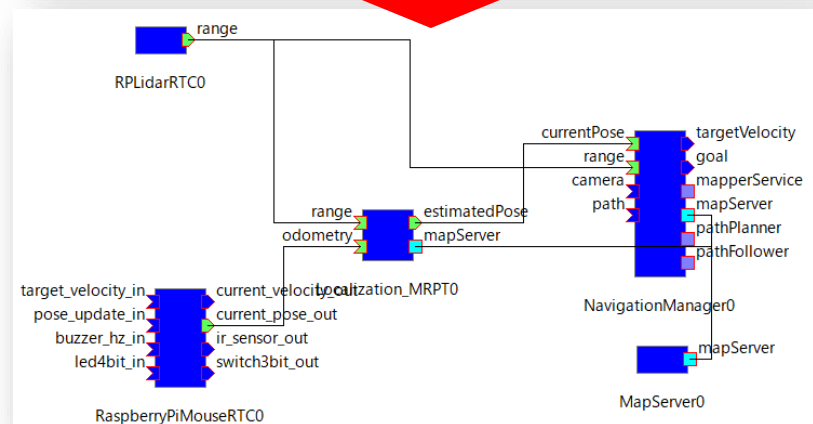 range
RPLidarRTC0
currentPose
range
camera
path
targetVelocity
goal
mapperService
mapServer
pathPlanner
pathFollower
NavigationManager0
range
odometry
estimatedPose
mapServer
Localization_MRPT0
target_velocity_in
pose_update_in
buzzer_hz_in
led4bit_in
current_velocity_out
current_pose_out
ir_sensor_out
switch3bit_out
RaspberryPiMouseRTC0
mapServer
MapServer0